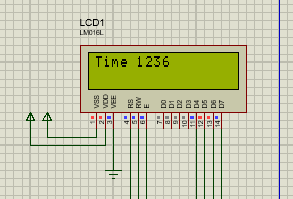 LCD1
LM016L
Time 1236
VSS VDD VEE RS RW E D0 D1 D2 D3 D4 D5 D6 D7
1 2 3 4 5 6 7 8 9 10 11 12 13 14